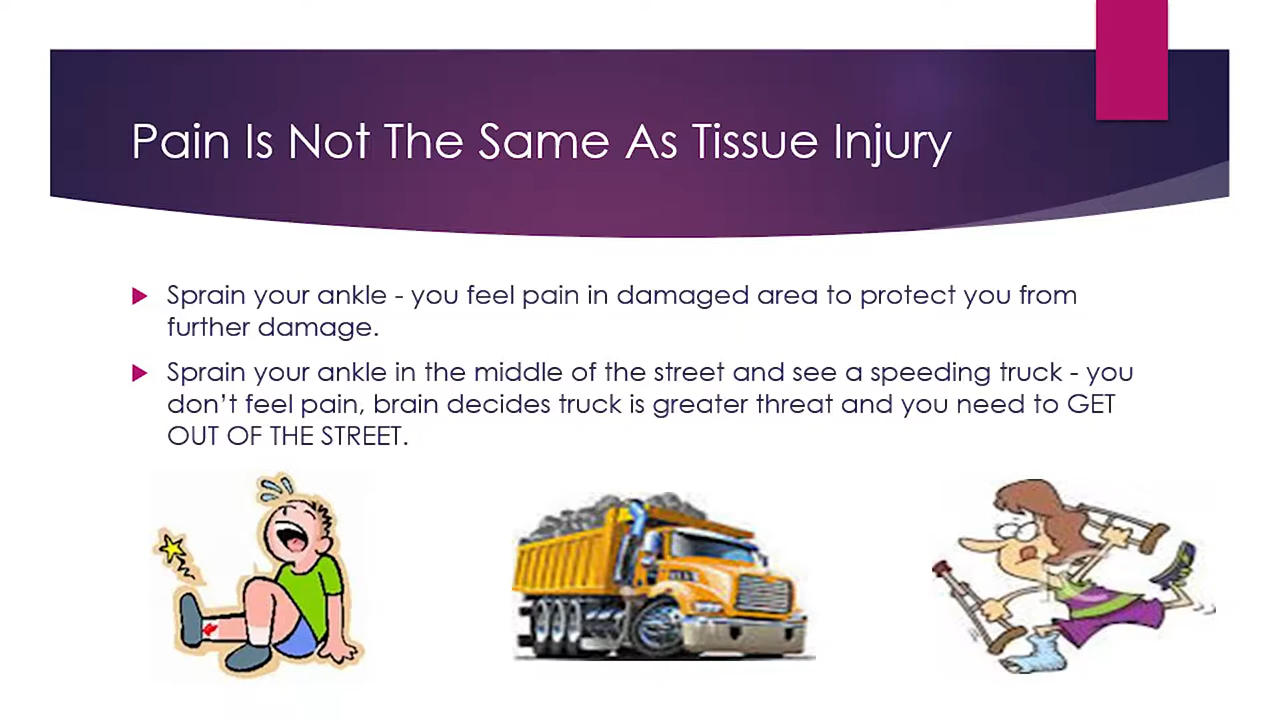 Pain Is Not The Same As Tissue Injury
Sprain your ankle - you feel pain in damaged area to protect you from
further damage.
Sprain your ankle in the middle of the street and see a speeding truck - you
don't feel pain, brain decides truck is greater threat and you need to GET
OUT OF THE STREET.